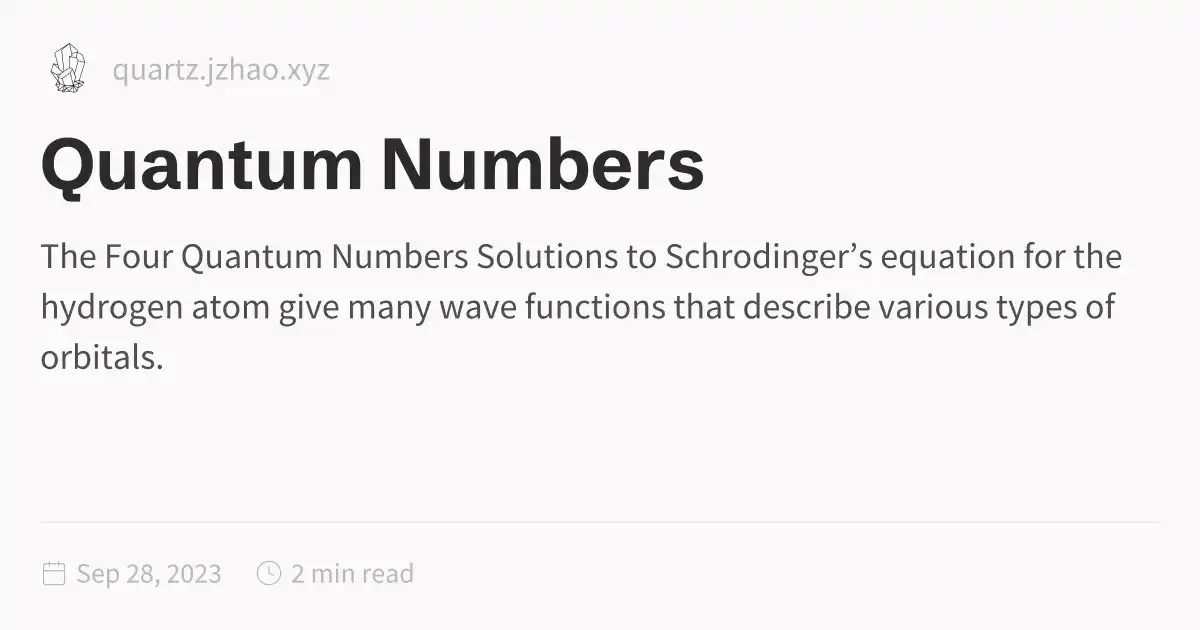 quartz.jzhao.xyz
Quantum Numbers
The Four Quantum Numbers Solutions to Schrodinger’s equation for the
hydrogen atom give many wave functions that describe various types of
orbitals.
Sep 28, 2023 2 min read